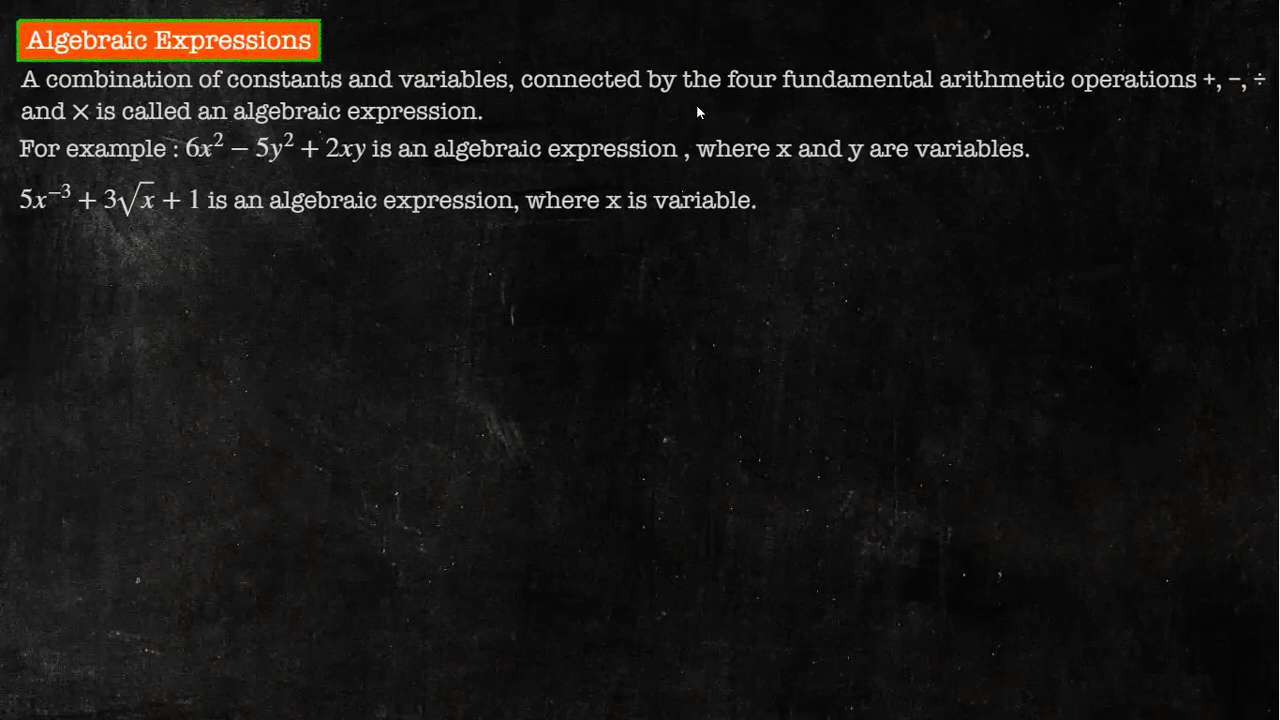 Algebraic Expressions
A combination of constants and variables, connected by the four fundamental arithmetic operations +, −, ÷
and × is called an algebraic expression.
For example : 6x² − 5y² + 2xy is an algebraic expression , where x and y are variables.
5x⁻³ + 3√x + 1 is an algebraic expression, where x is variable.